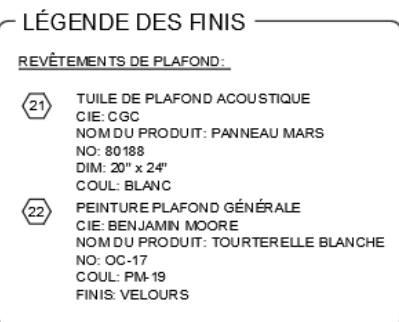 LÉGENDE DES FINIS
REVÊTEMENTS DE PLAFOND:
21 TUILE DE PLAFOND ACOUSTIQUE
CIE: CGC
NOM DU PRODUIT: PANNEAU MARS
NO: 80188
DIM: 20" x 24"
COUL: BLANC
22 PEINTURE PLAFOND GÉNÉRALE
CIE: BENJAMIN MOORE
NOM DU PRODUIT: TOURTERELLE BLANCHE
NO: OC-17
COUL: PM-19
FINIS: VELOURS